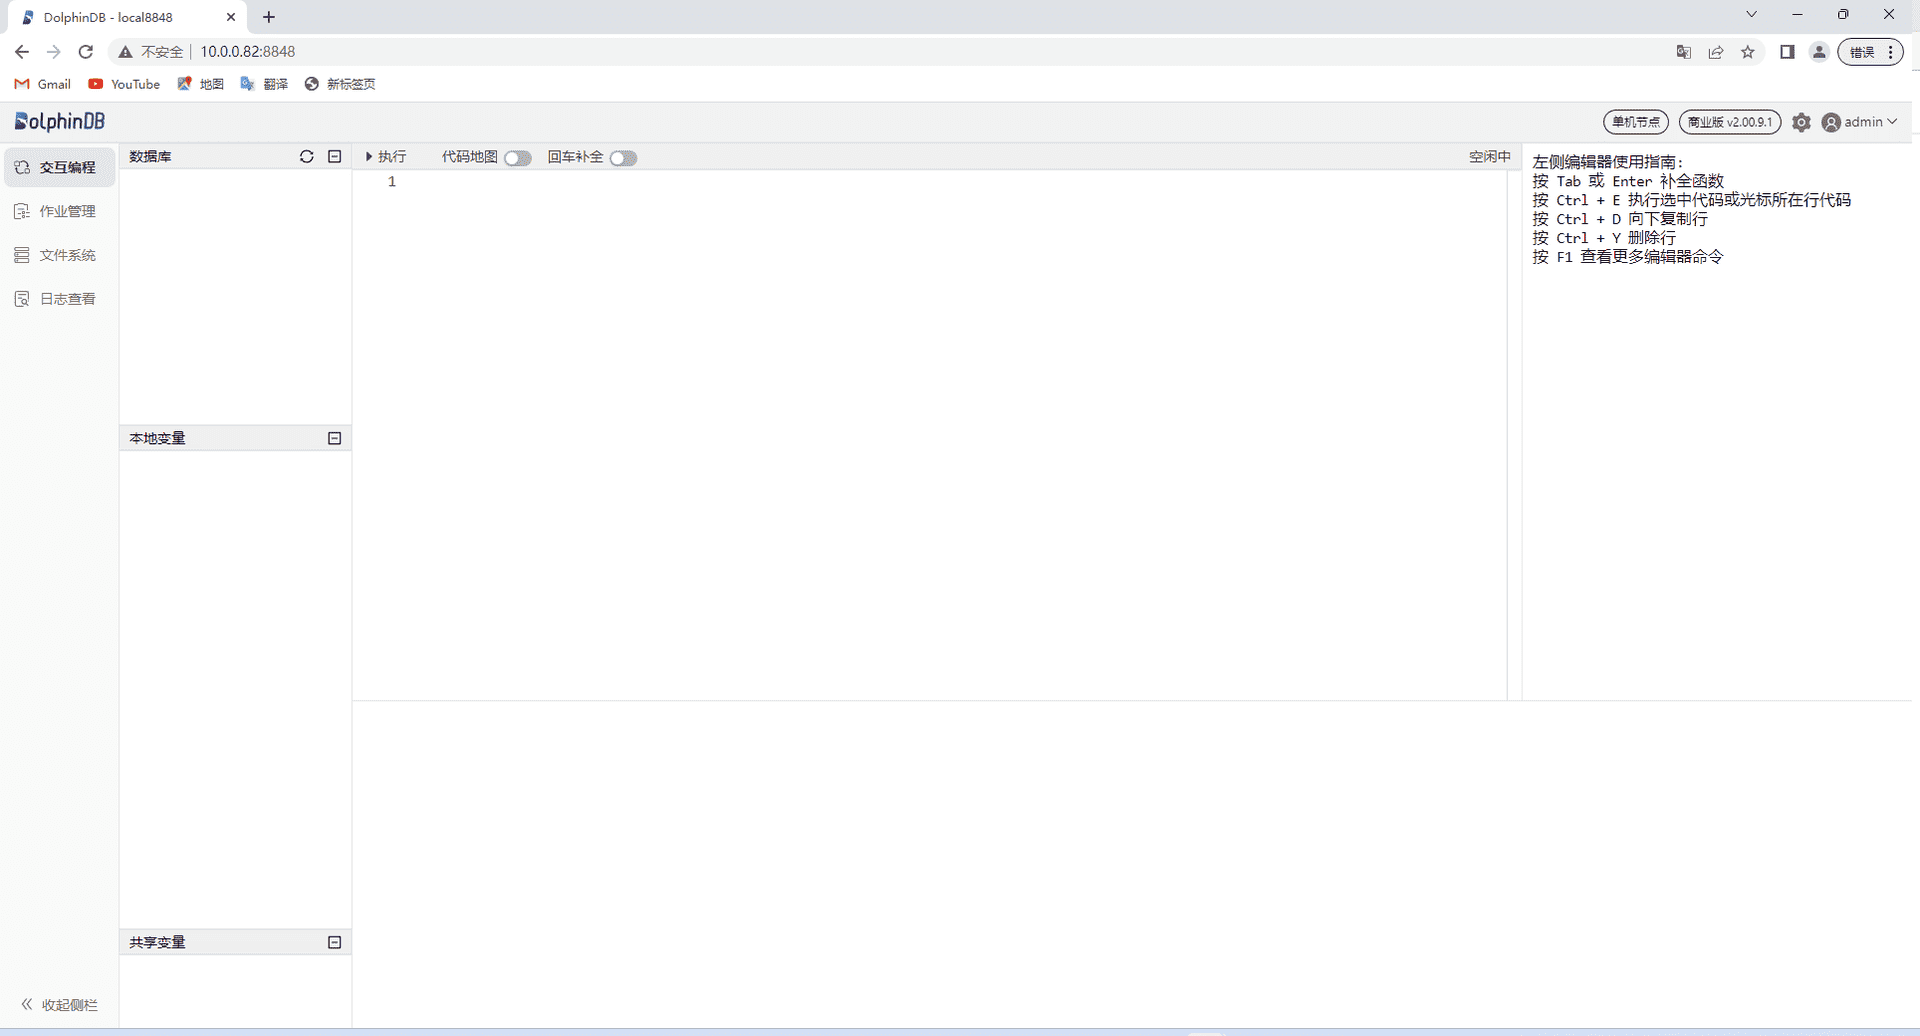 DolphinDB - local8848
不安全 10.0.0.82:8848
错误
Gmail YouTube 地图 翻译 新标签页
DolphinDB
单机节点 商业版 v2.00.9.1 admin
交互编程
作业管理
文件系统
日志查看
收起侧栏
数据库
本地变量
共享变量
执行 代码地图 回车补全 空闲中
1
左侧编辑器使用指南:
按 Tab 或 Enter 补全函数
按 Ctrl + E 执行选中代码或光标所在行代码
按 Ctrl + D 向下复制行
按 Ctrl + Y 删除行
按 F1 查看更多编辑器命令